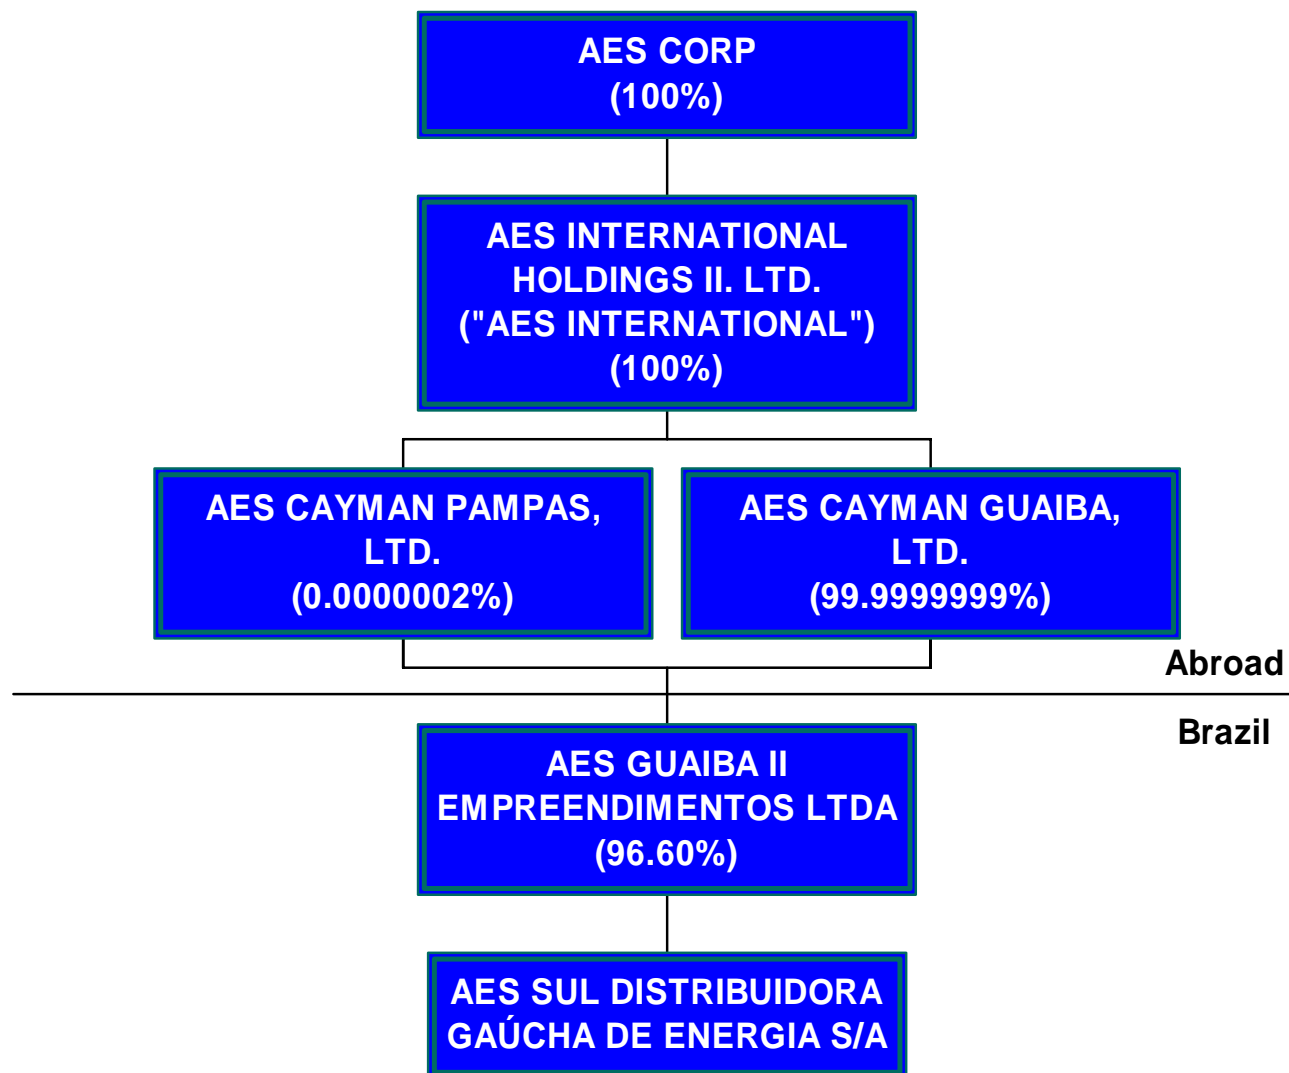 AES CORP
(100%)
AES INTERNATIONAL
HOLDINGS II. LTD.
("AES INTERNATIONAL")
(100%)
AES CAYMAN PAMPAS,
LTD.
(0.0000002%)
AES CAYMAN GUAIBA,
LTD.
(99.9999999%)
Abroad
Brazil
AES GUAIBA II
EMPREENDIMENTOS LTDA
(96.60%)
AES SUL DISTRIBUIDORA
GAÚCHA DE ENERGIA S/A